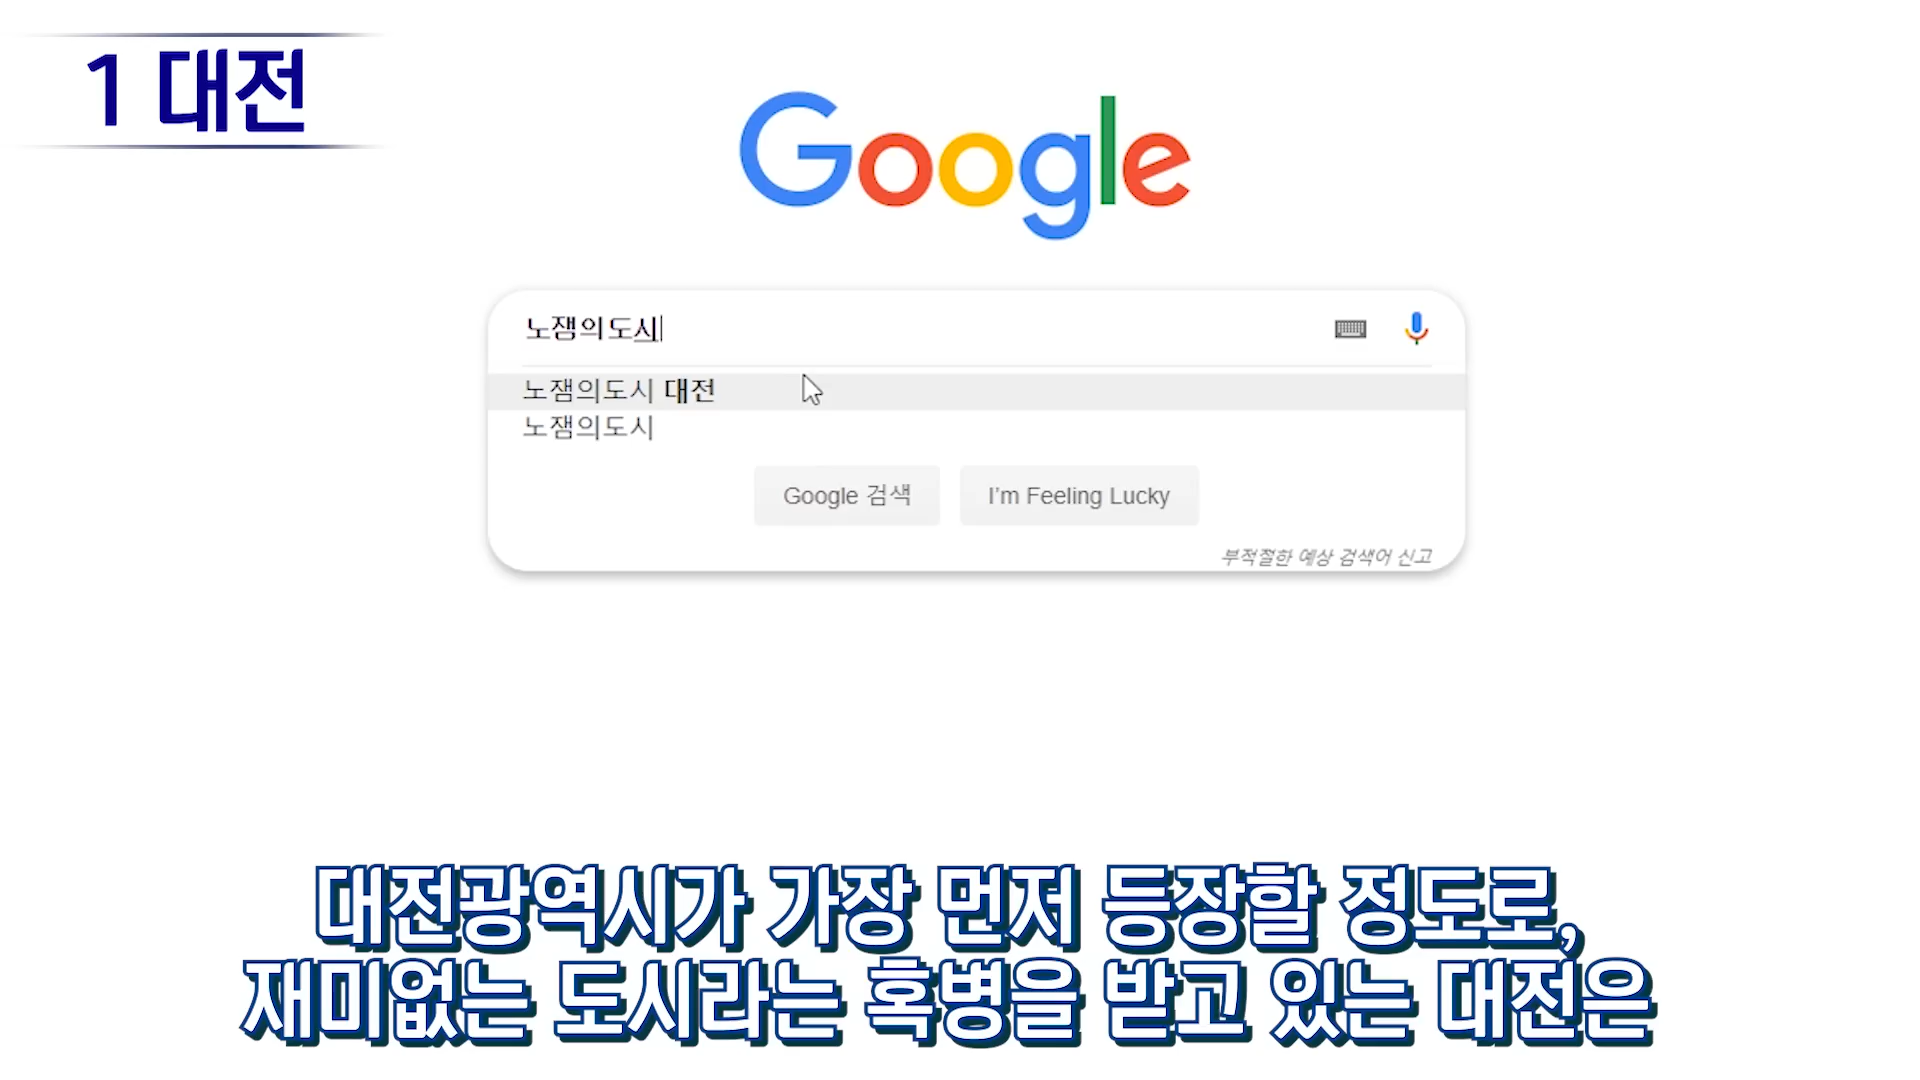 1 대전
Google
노잼의도시
노잼의도시 대전
노잼의도시
Google 검색
I'm Feeling Lucky
부적절한 예상 검색어 신고
대전광역시가 가장 먼저 등장할 정도로,
재미없는 도시라는 혹병을 받고 있는 대전은